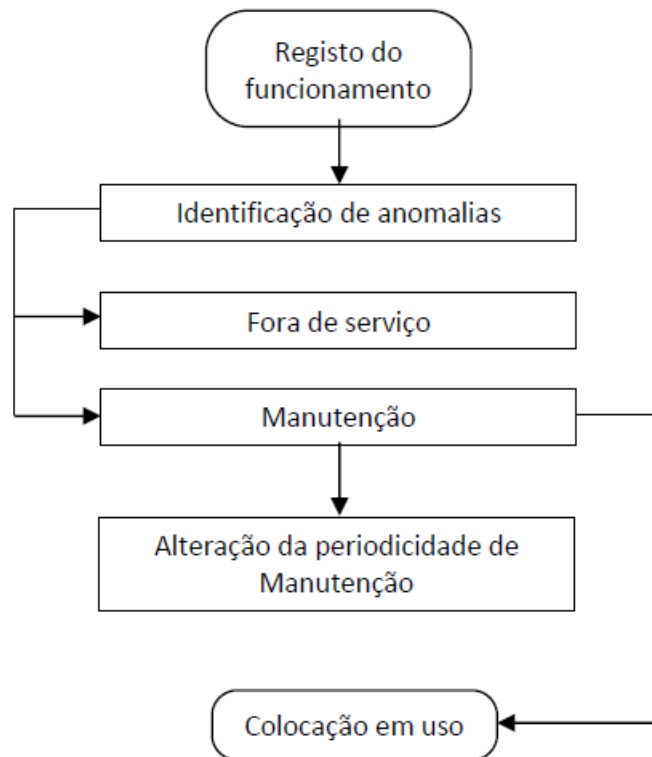 Registo do
funcionamento
Identificação de anomalias
Fora de serviço
Manutenção
Alteração da periodicidade de
Manutenção
Colocação em uso